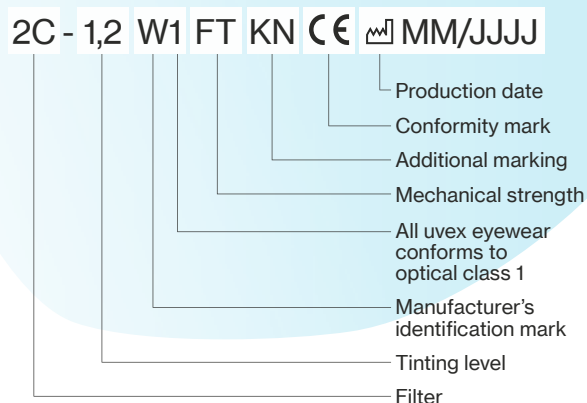 2C - 1,2 W1 FT KN CE MM/JJJJ
Production date
Conformity mark
Additional marking
Mechanical strength
All uvex eyewear
conforms to
optical class 1
Manufacturer's
identification mark
Tinting level
Filter